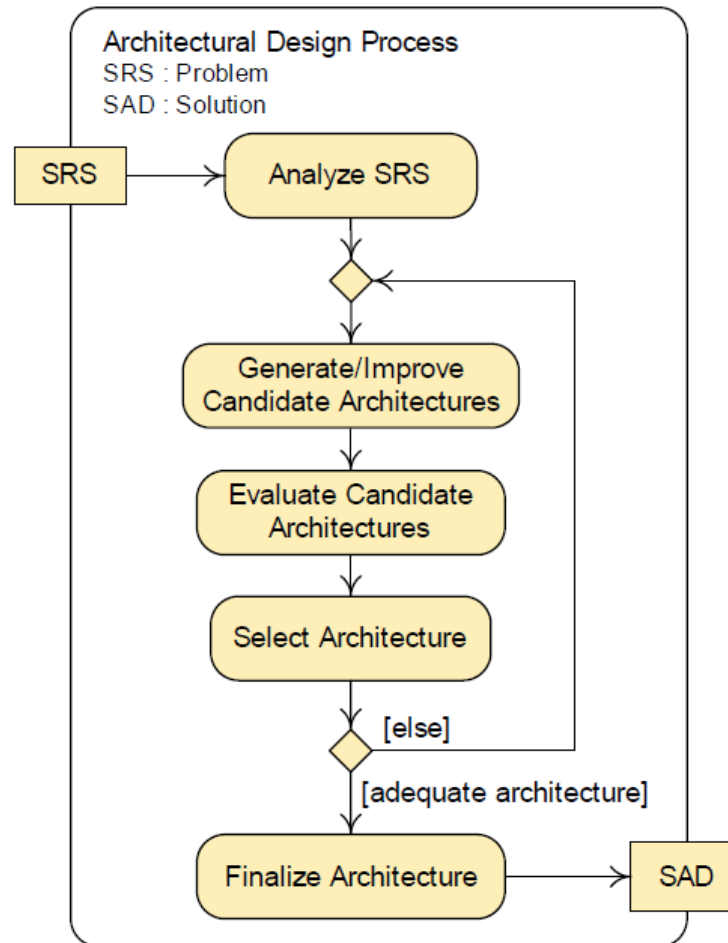 Architectural Design Process
SRS : Problem
SAD : Solution
SRS
Analyze SRS
Generate/Improve
Candidate Architectures
Evaluate Candidate
Architectures
Select Architecture
[else]
[adequate architecture]
Finalize Architecture
SAD